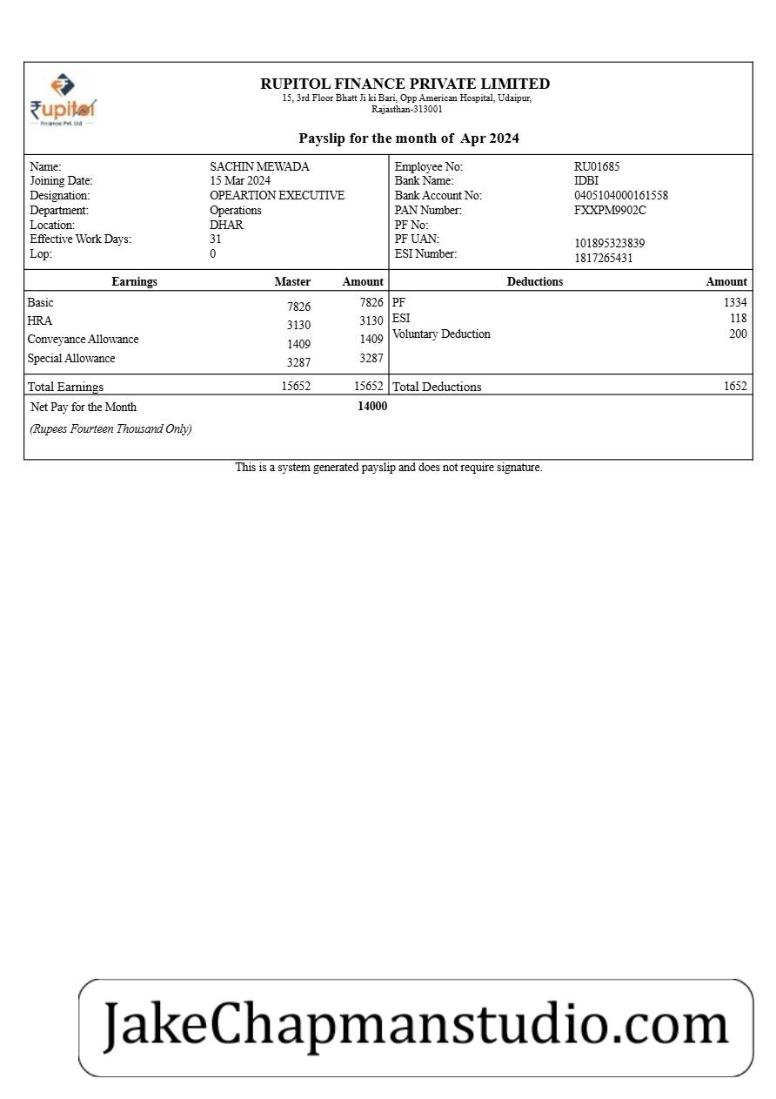 ₹upitol
Finance Pvt. Ltd
RUPITOL FINANCE PRIVATE LIMITED
15, 3rd Floor Bhatt Ji ki Bari, Opp American Hospital, Udaipur,
Rajasthan-313001
Payslip for the month of Apr 2024
Name: SACHIN MEWADA Employee No: RU01685
Joining Date: 15 Mar 2024 Bank Name: IDBI
Designation: OPEARTION EXECUTIVE Bank Account No: 0405104000161558
Department: Operations PAN Number: FXXPM9902C
Location: DHAR PF No:
Effective Work Days: 31 PF UAN: 101895323839
Lop: 0 ESI Number: 1817265431
Earnings Master Amount Deductions Amount
Basic 7826 7826 PF 1334
HRA 3130 3130 ESI 118
Conveyance Allowance 1409 1409 Voluntary Deduction 200
Special Allowance 3287 3287
Total Earnings 15652 15652 Total Deductions 1652
Net Pay for the Month 14000
(Rupees Fourteen Thousand Only)
This is a system generated payslip and does not require signature.
JakeChapmanstudio.com